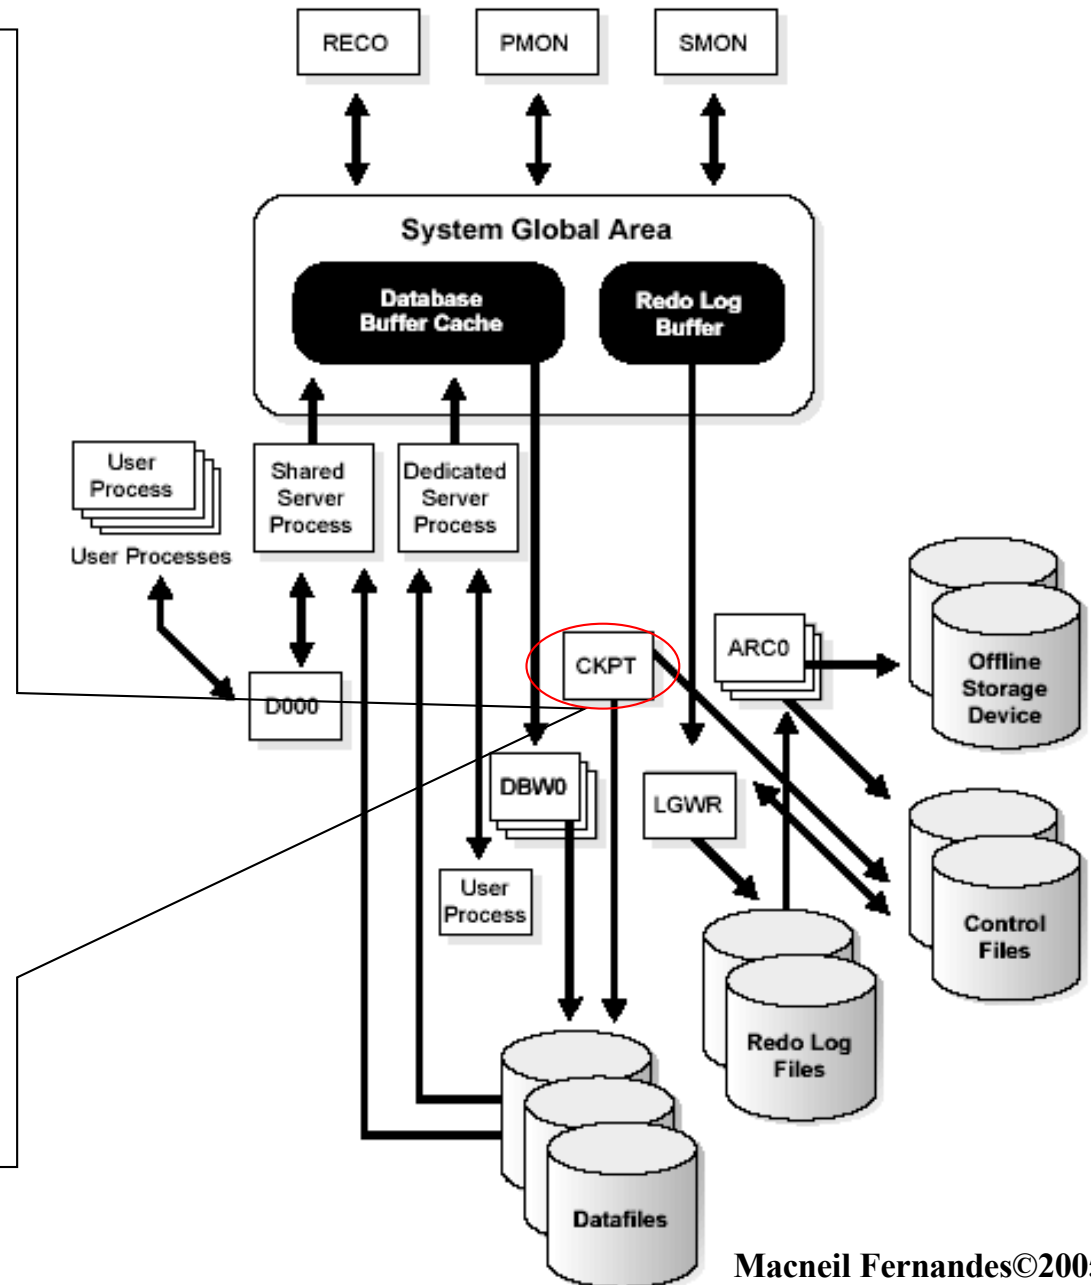 RECO
PMON
SMON
System Global Area
Database
Buffer Cache
Redo Log
Buffer
User
Process
User Processes
Shared
Server
Process
Dedicated
Server
Process
CKPT
ARC0
Offline
Storage
Device
D000
DBW0
LGWR
User
Process
Control
Files
Redo Log
Files
Datafiles
Macneil Fernandes©200